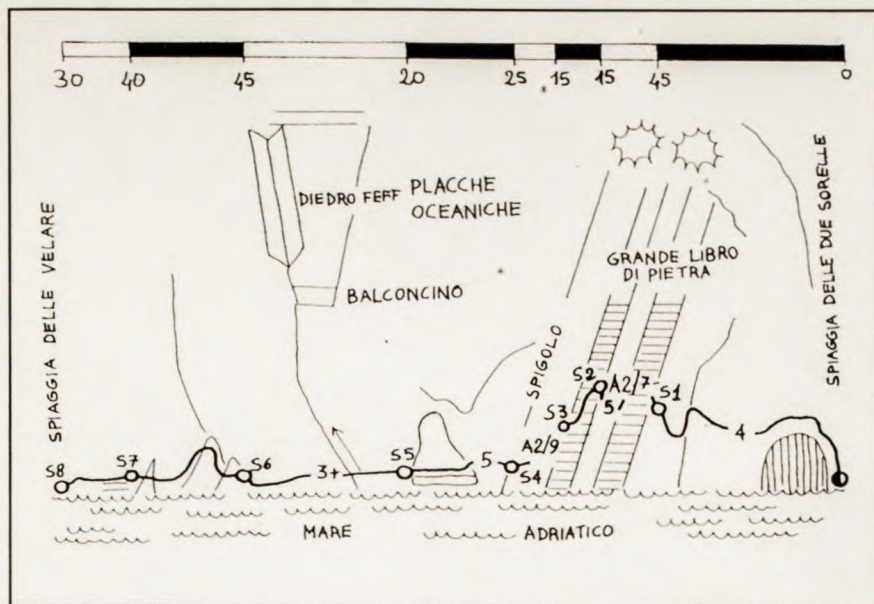 30 40 45 20 25 15 15 45 0
DIEDRO FEFF PLACCHE
OCEANICHE
GRANDE LIBRO
DI PIETRA
BALCONCINO
SPIAGGIA DELLE VELARE
SPIGOLO
SPIAGGIA DELLE DUE SORELLE
S2 A2/7- S1
5'
S3
4
A2/9
S8 S7 S6 3+ S5 5 S4
MARE ADRIATICO